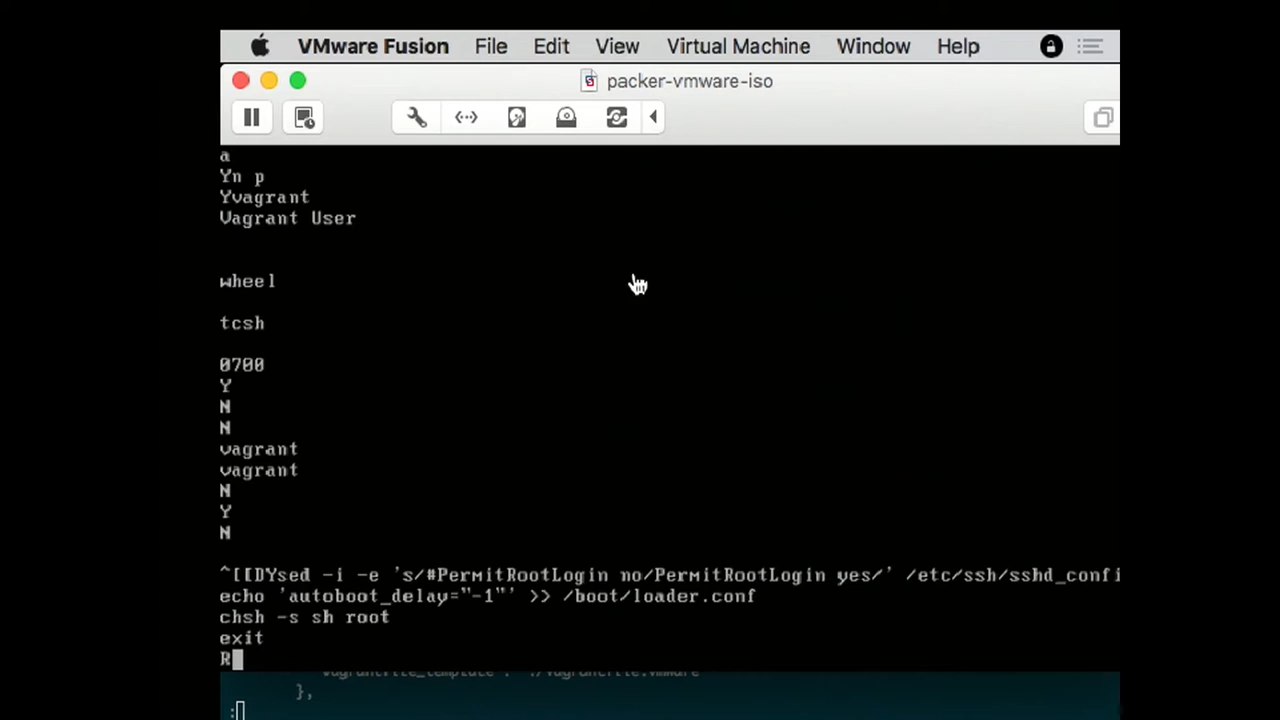 VMware Fusion File Edit View Virtual Machine Window Help
packer-vmware-iso
a
Yn p
Yvagrant
Vagrant User
wheel
tcsh
0700
Y
N
N
vagrant
vagrant
N
Y
N
^[[DYsed -i -e 's/#PermitRootLogin no/PermitRootLogin yes/' /etc/ssh/sshd_confi
echo 'autoboot_delay="-1"' >> /boot/loader.conf
chsh -s sh root
exit
R
},
: